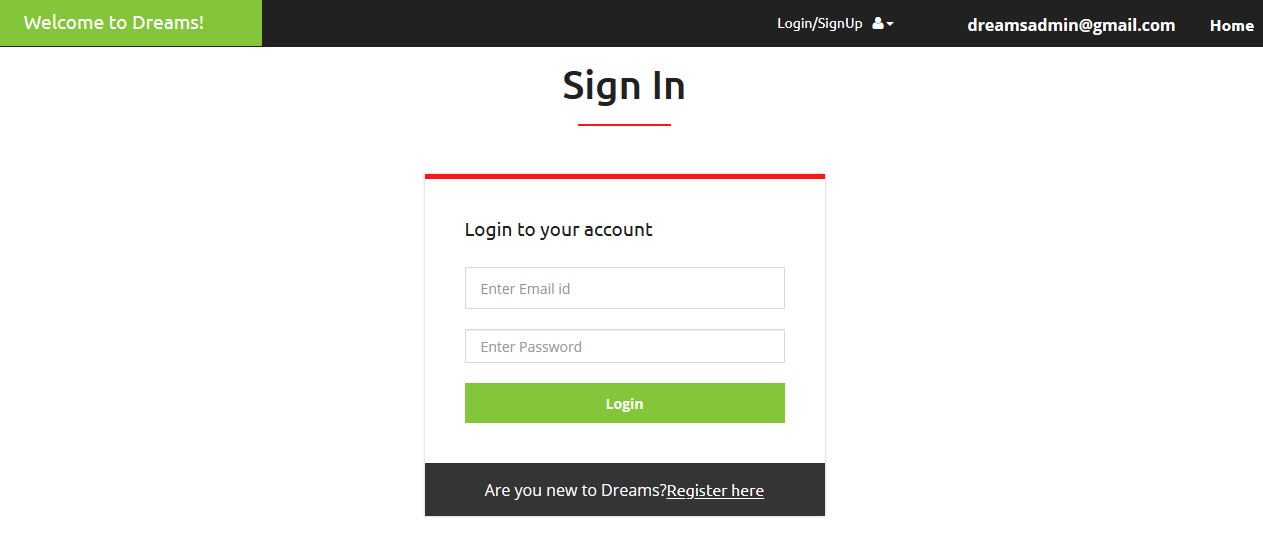 Welcome to Dreams!
Login/SignUp
dreamsadmin@gmail.com
Home
Sign In
Login to your account
Enter Email id
Enter Password
Login
Are you new to Dreams?Register here